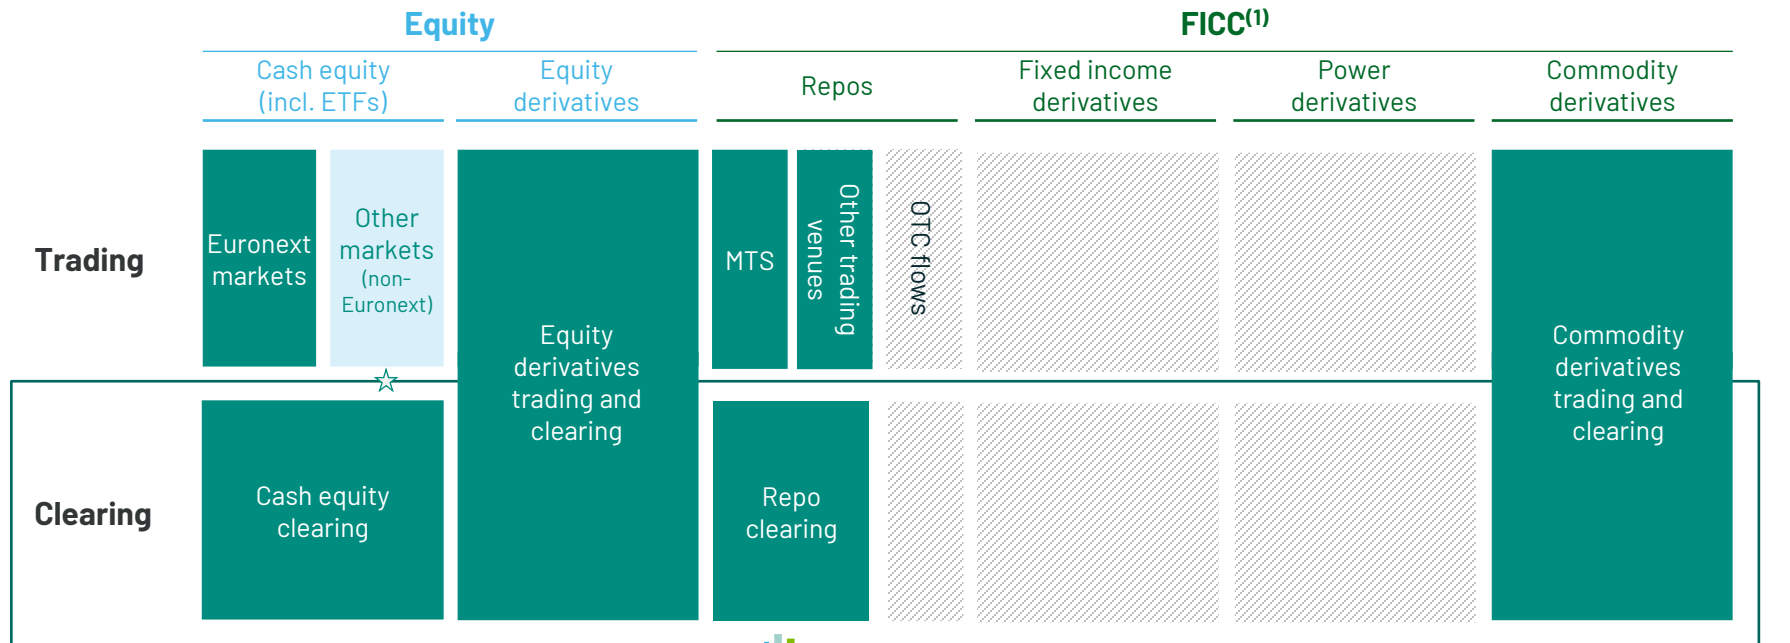 Equity
FICC(1)
Cash equity
(incl. ETFs)
Equity
derivatives
Repos
Fixed income
derivatives
Power
derivatives
Commodity
derivatives
Trading
Euronext
markets
Other
markets
(non-
Euronext)
Equity
derivatives
trading and
clearing
MTS
Other trading
venues
OTC flows
Commodity
derivatives
trading and
clearing
Clearing
Cash equity
clearing
Repo
clearing